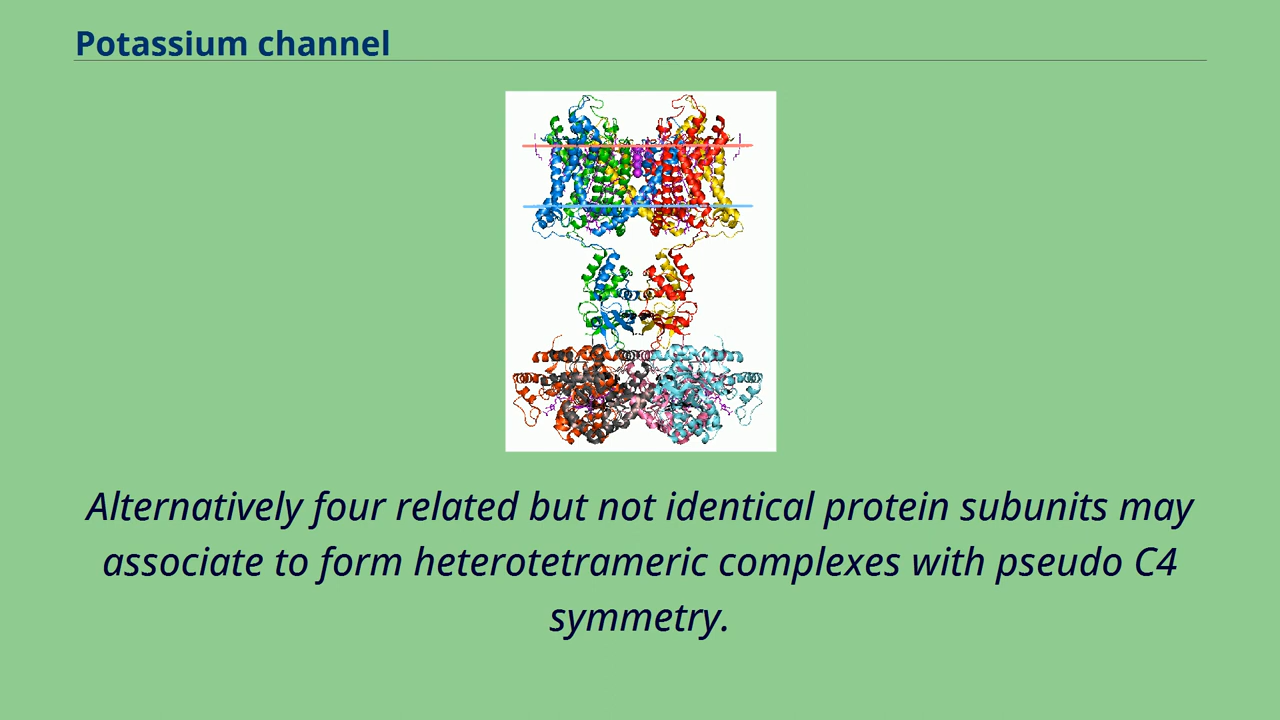 Potassium channel
Alternatively four related but not identical protein subunits may
associate to form heterotetrameric complexes with pseudo C4
symmetry.